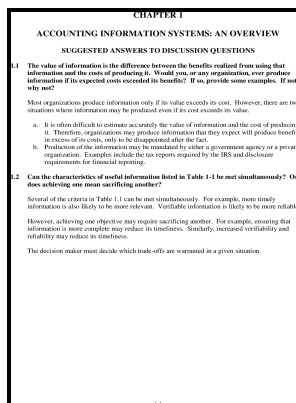 CHAPTER 1
ACCOUNTING INFORMATION SYSTEMS: AN OVERVIEW
SUGGESTED ANSWERS TO DISCUSSION QUESTIONS
1.1 The value of information is the difference between the benefits realized from using that
information and the costs of producing it. Would you, or any organization, ever produce
information if its expected costs exceeded its benefits? If so, provide some examples. If not,
why not?
Most organizations produce information only if its value exceeds its cost. However, there are tw
situations where information may be produced even if its cost exceeds its value.
a. It is often difficult to estimate accurately the value of information and the cost of producing
it. Therefore, organizations may produce information that they expect will produce benefi
in excess of its costs, only to be disappointed after the fact.
b. Production of the information may be mandated by either a government agency or a privat
organization. Examples include the tax reports required by the IRS and disclosure
requirements for financial reporting.
1.2 Can the characteristics of useful information listed in Table 1-1 be met simultaneously? O
does achieving one mean sacrificing another?
Several of the criteria in Table 1.1 can be met simultaneously. For example, more timely
information is also likely to be more relevant. Verifiable information is likely to be more reliabl
However, achieving one objective may require sacrificing another. For example, ensuring that
information is more complete may reduce its timeliness. Similarly, increased verifiability and
reliability may reduce its timeliness.
The decision maker must decide which trade-offs are warranted in a given situation.